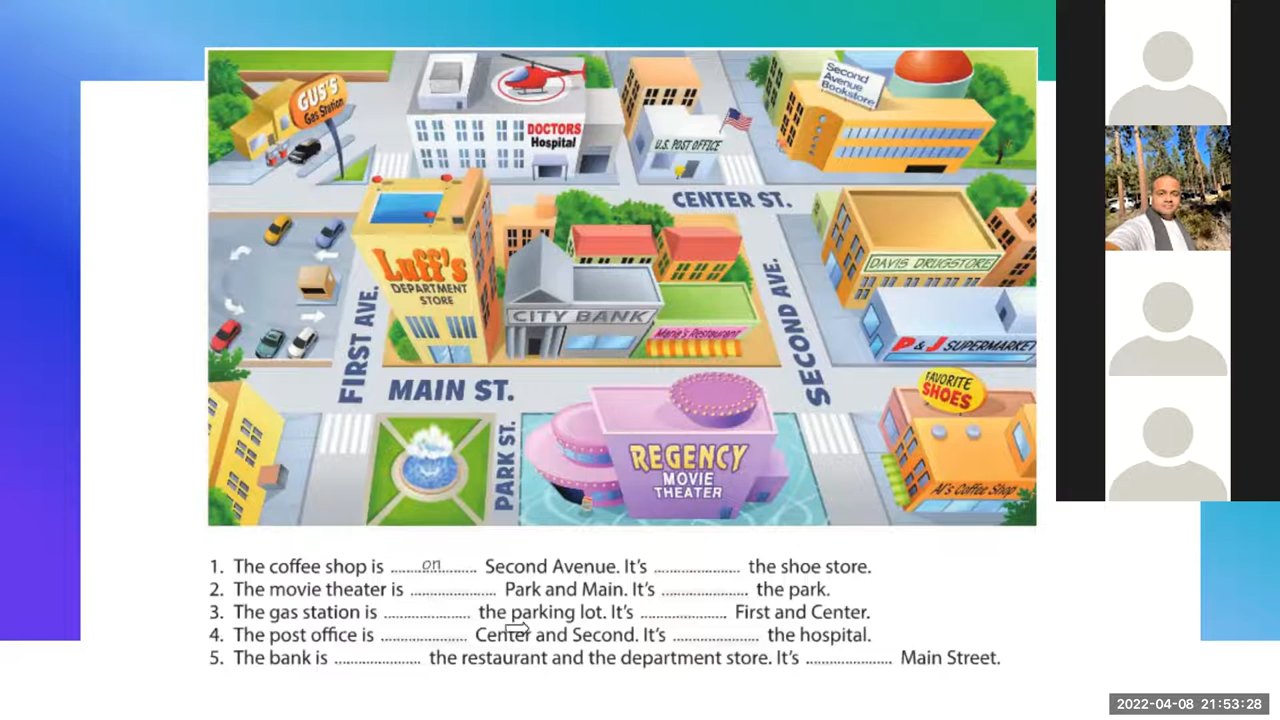 GUS'S
Gas Station
DOCTORS
Hospital
U.S. POST OFFICE
Second
Avenue
Bookstore
CENTER ST.
Luff's
DEPARTMENT
STORE
CITY BANK
Maria's Restaurant
DAVIS DRUGSTORE
P & J SUPERMARKET
FIRST AVE.
SECOND AVE.
MAIN ST.
PARK ST.
REGENCY
MOVIE
THEATER
FAVORITE
SHOES
Al's Coffee Shop
1. The coffee shop is ..........on.......... Second Avenue. It's ...................... the shoe store.
2. The movie theater is ...................... Park and Main. It's ...................... the park.
3. The gas station is ...................... the parking lot. It's ...................... First and Center.
4. The post office is ...................... Center and Second. It's ...................... the hospital.
5. The bank is ...................... the restaurant and the department store. It's ...................... Main Street.
2022-04-08 21:53:28